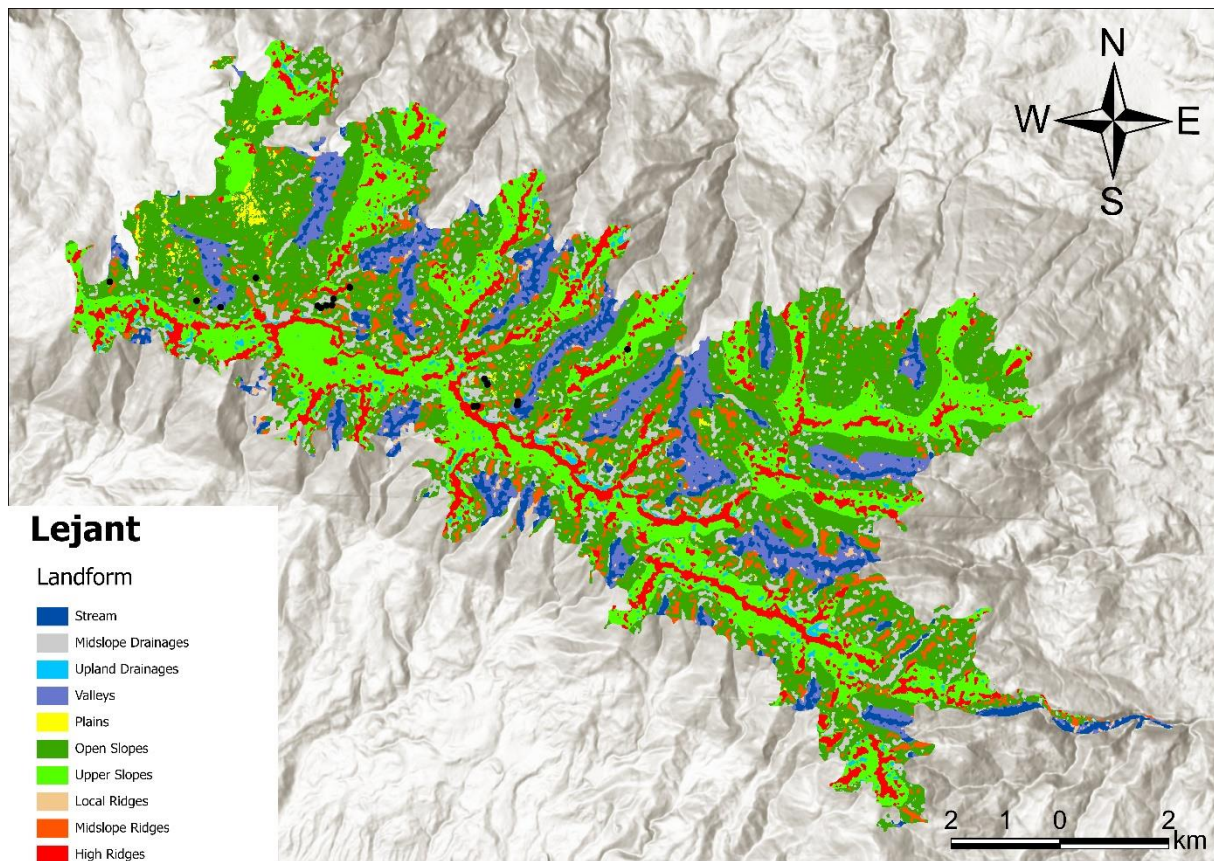 N
W E
S
Lejant
Landform
Stream
Midslope Drainages
Upland Drainages
Valleys
Plains
Open Slopes
Upper Slopes
Local Ridges
Midslope Ridges
High Ridges
2 1 0 2
km